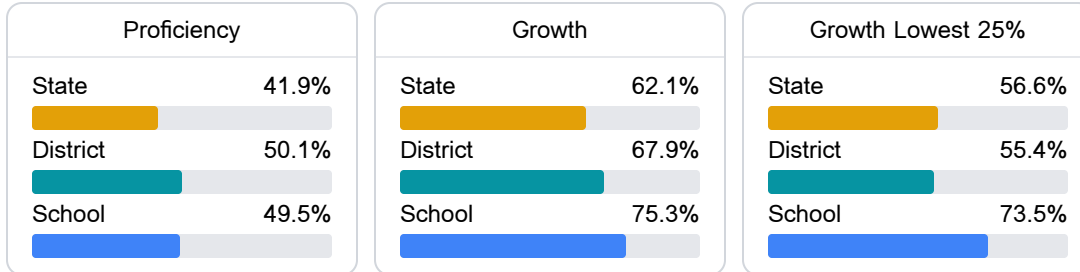 Proficiency
State 41.9%
District 50.1%
School 49.5%
Growth
State 62.1%
District 67.9%
School 75.3%
Growth Lowest 25%
State 56.6%
District 55.4%
School 73.5%